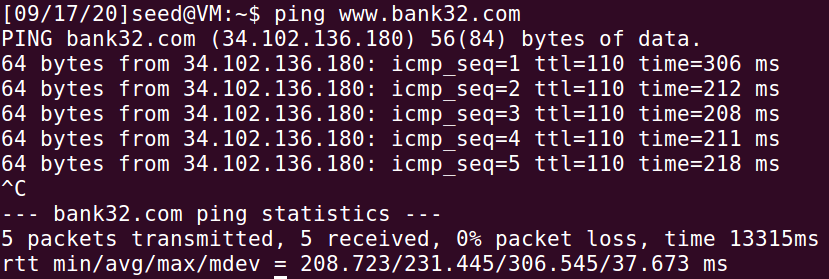 [09/17/20]seed@VM:~$ ping www.bank32.com
PING bank32.com (34.102.136.180) 56(84) bytes of data.
64 bytes from 34.102.136.180: icmp_seq=1 ttl=110 time=306 ms
64 bytes from 34.102.136.180: icmp_seq=2 ttl=110 time=212 ms
64 bytes from 34.102.136.180: icmp_seq=3 ttl=110 time=208 ms
64 bytes from 34.102.136.180: icmp_seq=4 ttl=110 time=211 ms
64 bytes from 34.102.136.180: icmp_seq=5 ttl=110 time=218 ms
^C
--- bank32.com ping statistics ---
5 packets transmitted, 5 received, 0% packet loss, time 13315ms
rtt min/avg/max/mdev = 208.723/231.445/306.545/37.673 ms